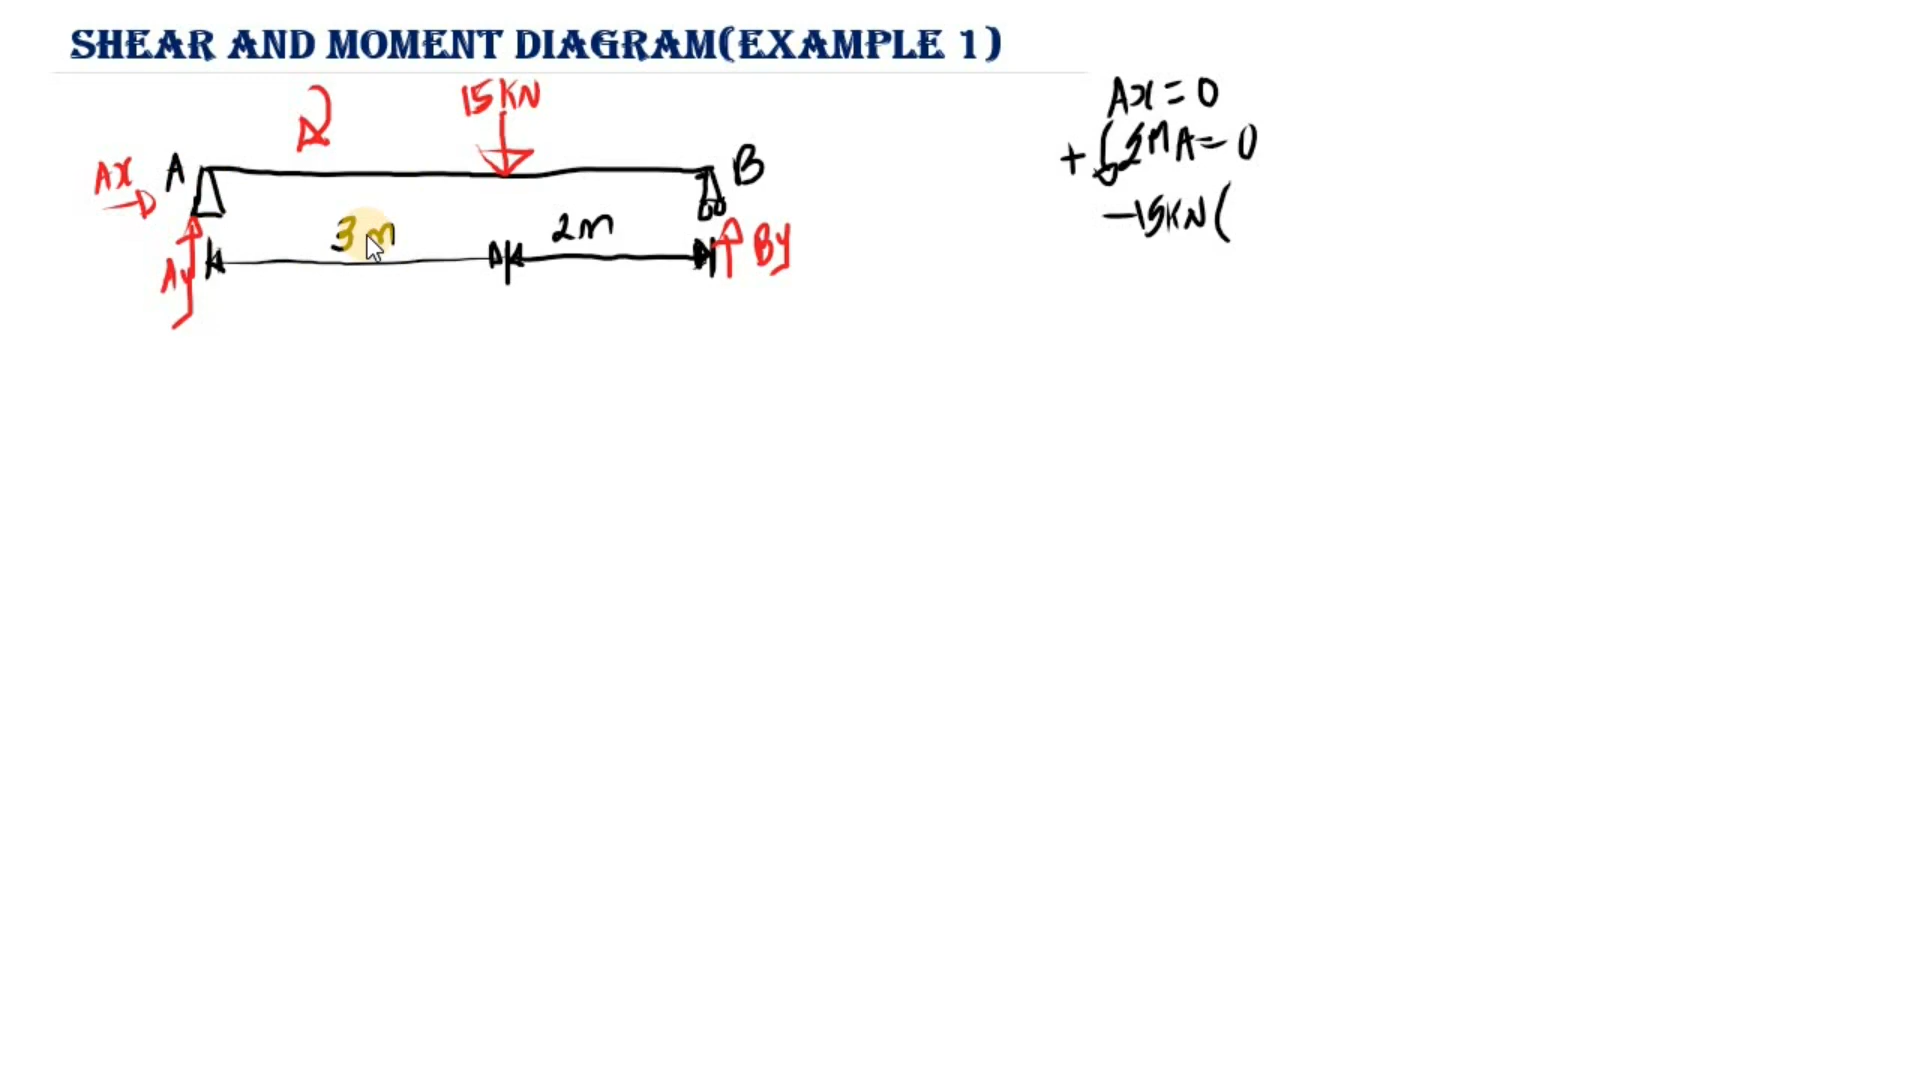 SHEAR AND MOMENT DIAGRAM(EXAMPLE 1)
15KN
Ax
A
B
3m
2m
Ay
By
Ax=0
+ΣMA=0
-15KN(